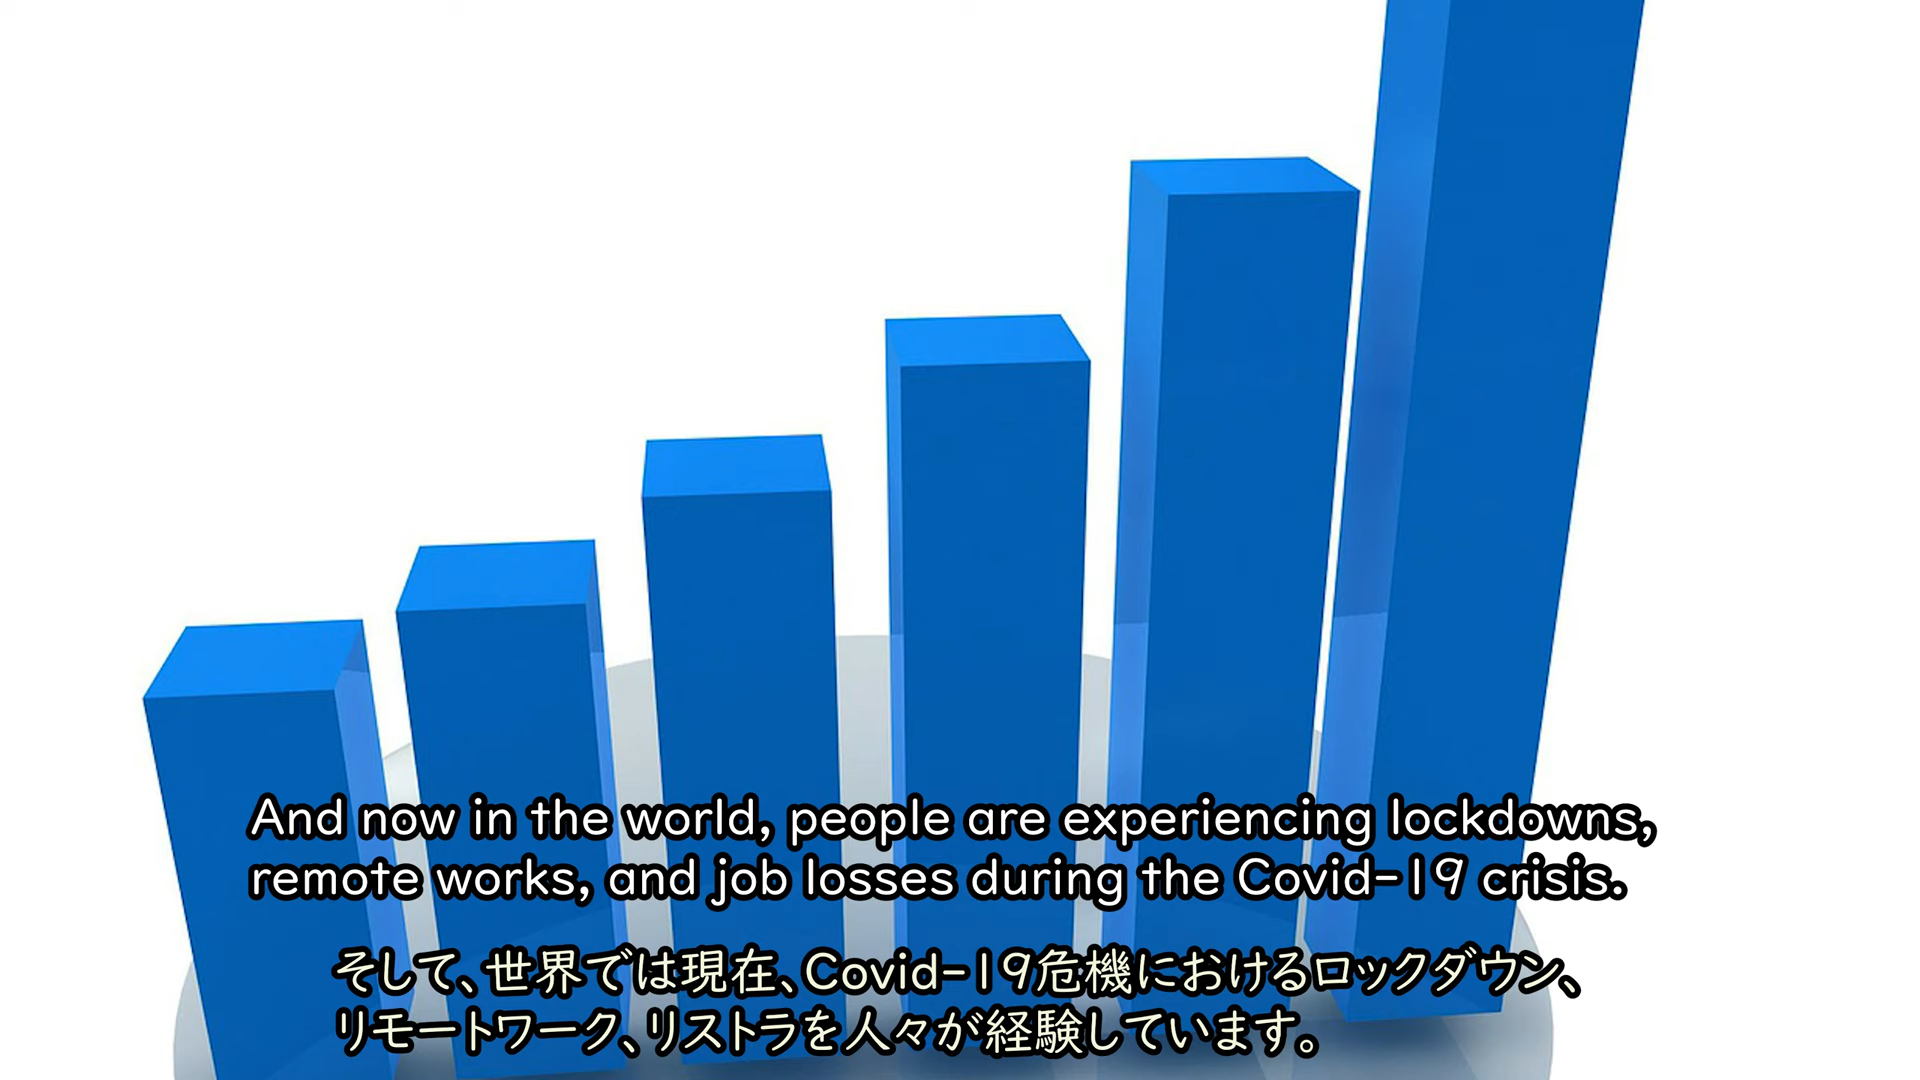 And now in the world, people are experiencing lockdowns,
remote works, and job losses during the Covid-19 crisis.
そして、世界では現在、Covid-19危機におけるロックダウン、
リモートワーク、リストラを人々が経験しています。